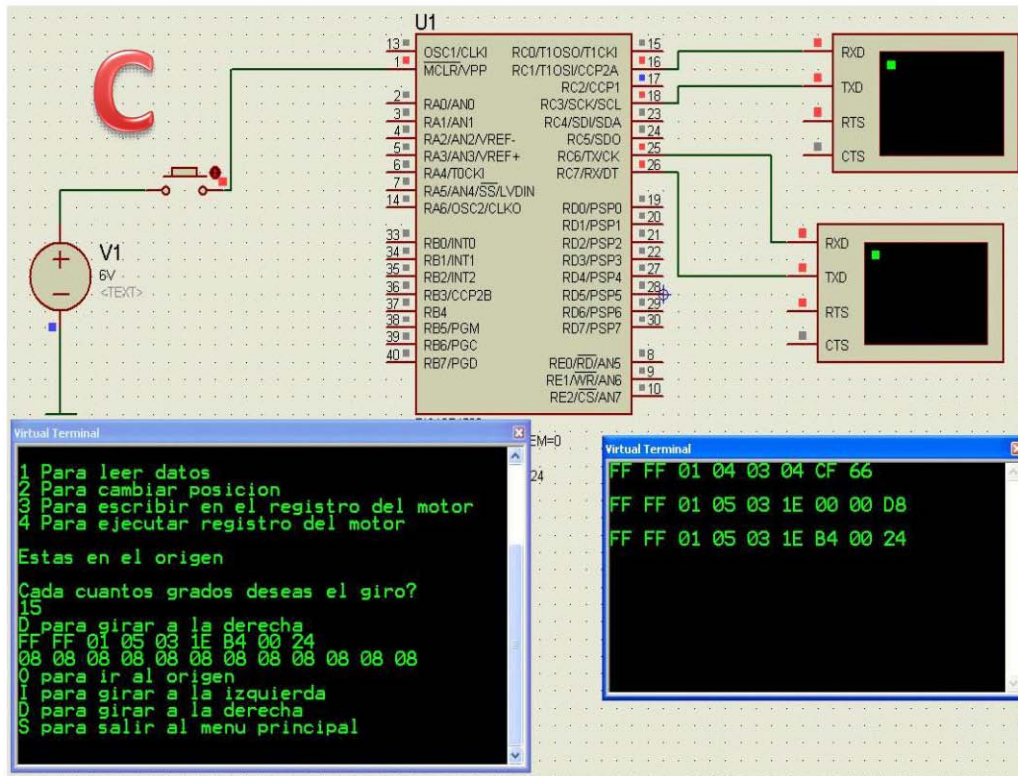 C
U1
13 OSC1/CLKI RC0/T1OSO/T1CKI 15
1 MCLR/VPP RC1/T1OSI/CCP2A 16
RC2/CCP1 17
2 RA0/AN0 RC3/SCK/SCL 18
3 RA1/AN1 RC4/SDI/SDA 23
4 RA2/AN2/VREF- RC5/SDO 24
5 RA3/AN3/VREF+ RC6/TX/CK 25
6 RA4/T0CKI RC7/RX/DT 26
7 RA5/AN4/SS/LVDIN
14 RA6/OSC2/CLKO RD0/PSP0 19
RD1/PSP1 20
33 RB0/INT0 RD2/PSP2 21
34 RB1/INT1 RD3/PSP3 22
35 RB2/INT2 RD4/PSP4 27
36 RB3/CCP2B RD5/PSP5 28
37 RB4 RD6/PSP6 29
38 RB5/PGM RD7/PSP7 30
39 RB6/PGC
40 RB7/PGD RE0/RD/AN5 8
RE1/WR/AN6 9
RE2/CS/AN7 10
RXD
TXD
RTS
CTS
RXD
TXD
RTS
CTS
V1
6V
<TEXT>
EM=0
24
Virtual Terminal
1 Para leer datos
2 Para cambiar posicion
3 Para escribir en el registro del motor
4 Para ejecutar registro del motor
Estas en el origen
Cada cuantos grados deseas el giro?
15
D para girar a la derecha
FF FF 01 05 03 1E B4 00 24
08 08 08 08 08 08 08 08 08 08 08 08
O para ir al origen
I para girar a la izquierda
D para girar a la derecha
S para salir al menu principal
Virtual Terminal
FF FF 01 04 03 04 CF 66
FF FF 01 05 03 1E 00 00 D8
FF FF 01 05 03 1E B4 00 24